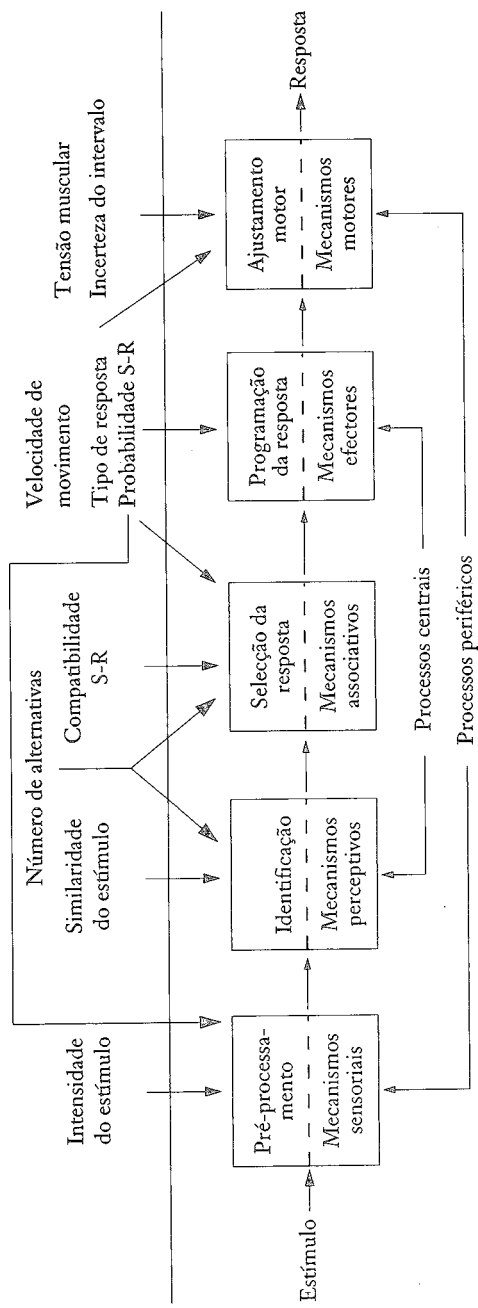 Intensidade
do estímulo
Número de alternativas
Similaridade
do estímulo
Compatibilidade
S-R
Velocidade de
movimento
Tipo de resposta
Probabilidade S-R
Tensão muscular
Incerteza do intervalo
Estímulo
Pré-processa-
mento
Mecanismos
sensoriais
Identificação
Mecanismos
perceptivos
Selecção da
resposta
Mecanismos
associativos
Programação
da resposta
Mecanismos
efectores
Ajustamento
motor
Mecanismos
motores
Resposta
Processos centrais
Processos periféricos